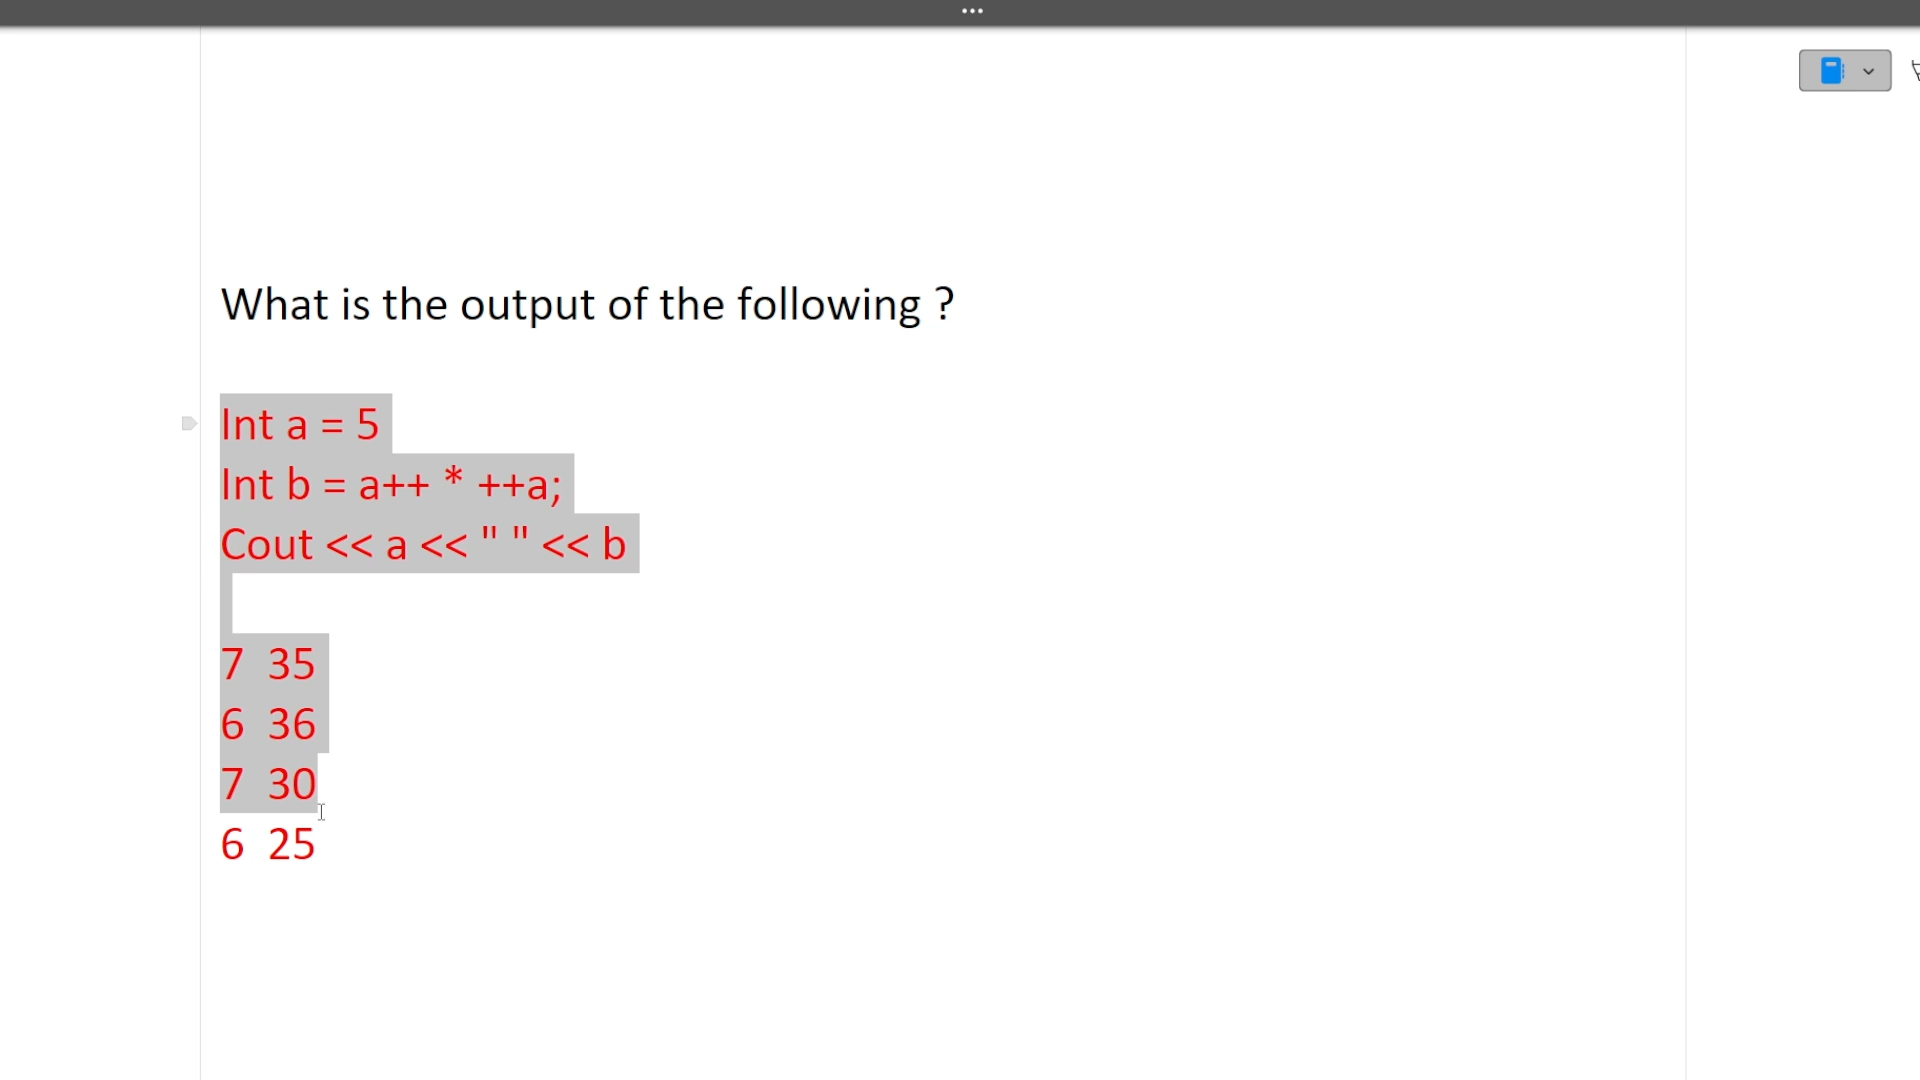 What is the output of the following ?
Int a = 5
Int b = a++ * ++a;
Cout << a << " " << b
7  35
6  36
7  30
6  25